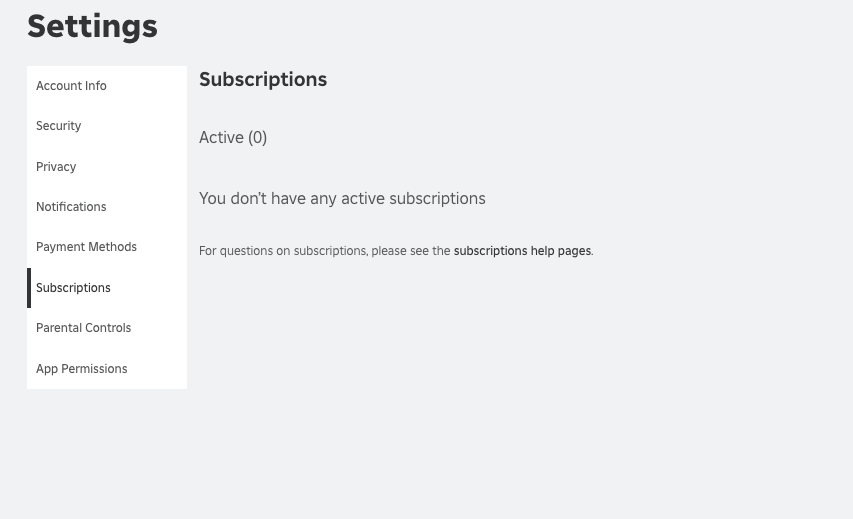 Settings
Account Info
Security
Privacy
Notifications
Payment Methods
Subscriptions
Parental Controls
App Permissions
Subscriptions
Active (0)
You don't have any active subscriptions
For questions on subscriptions, please see the subscriptions help pages.